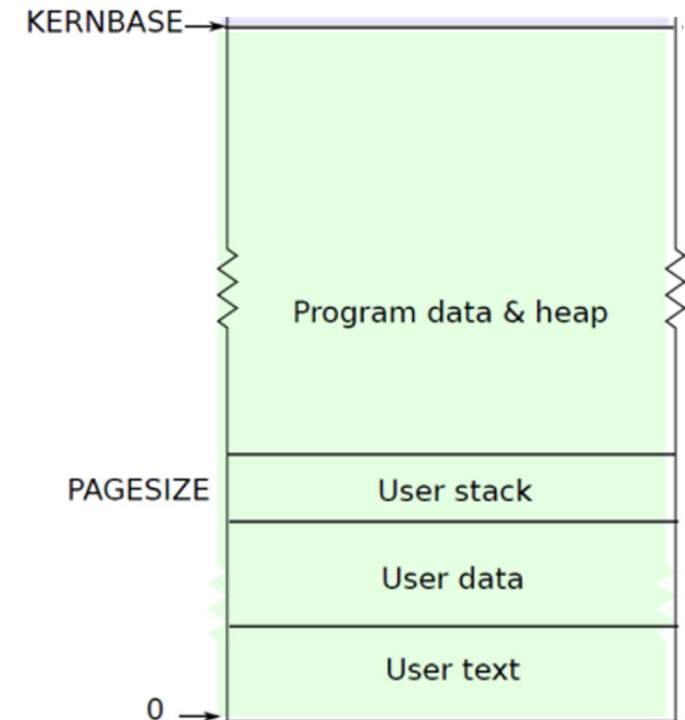 KERNBASE
Program data & heap
PAGESIZE
User stack
User data
User text
0